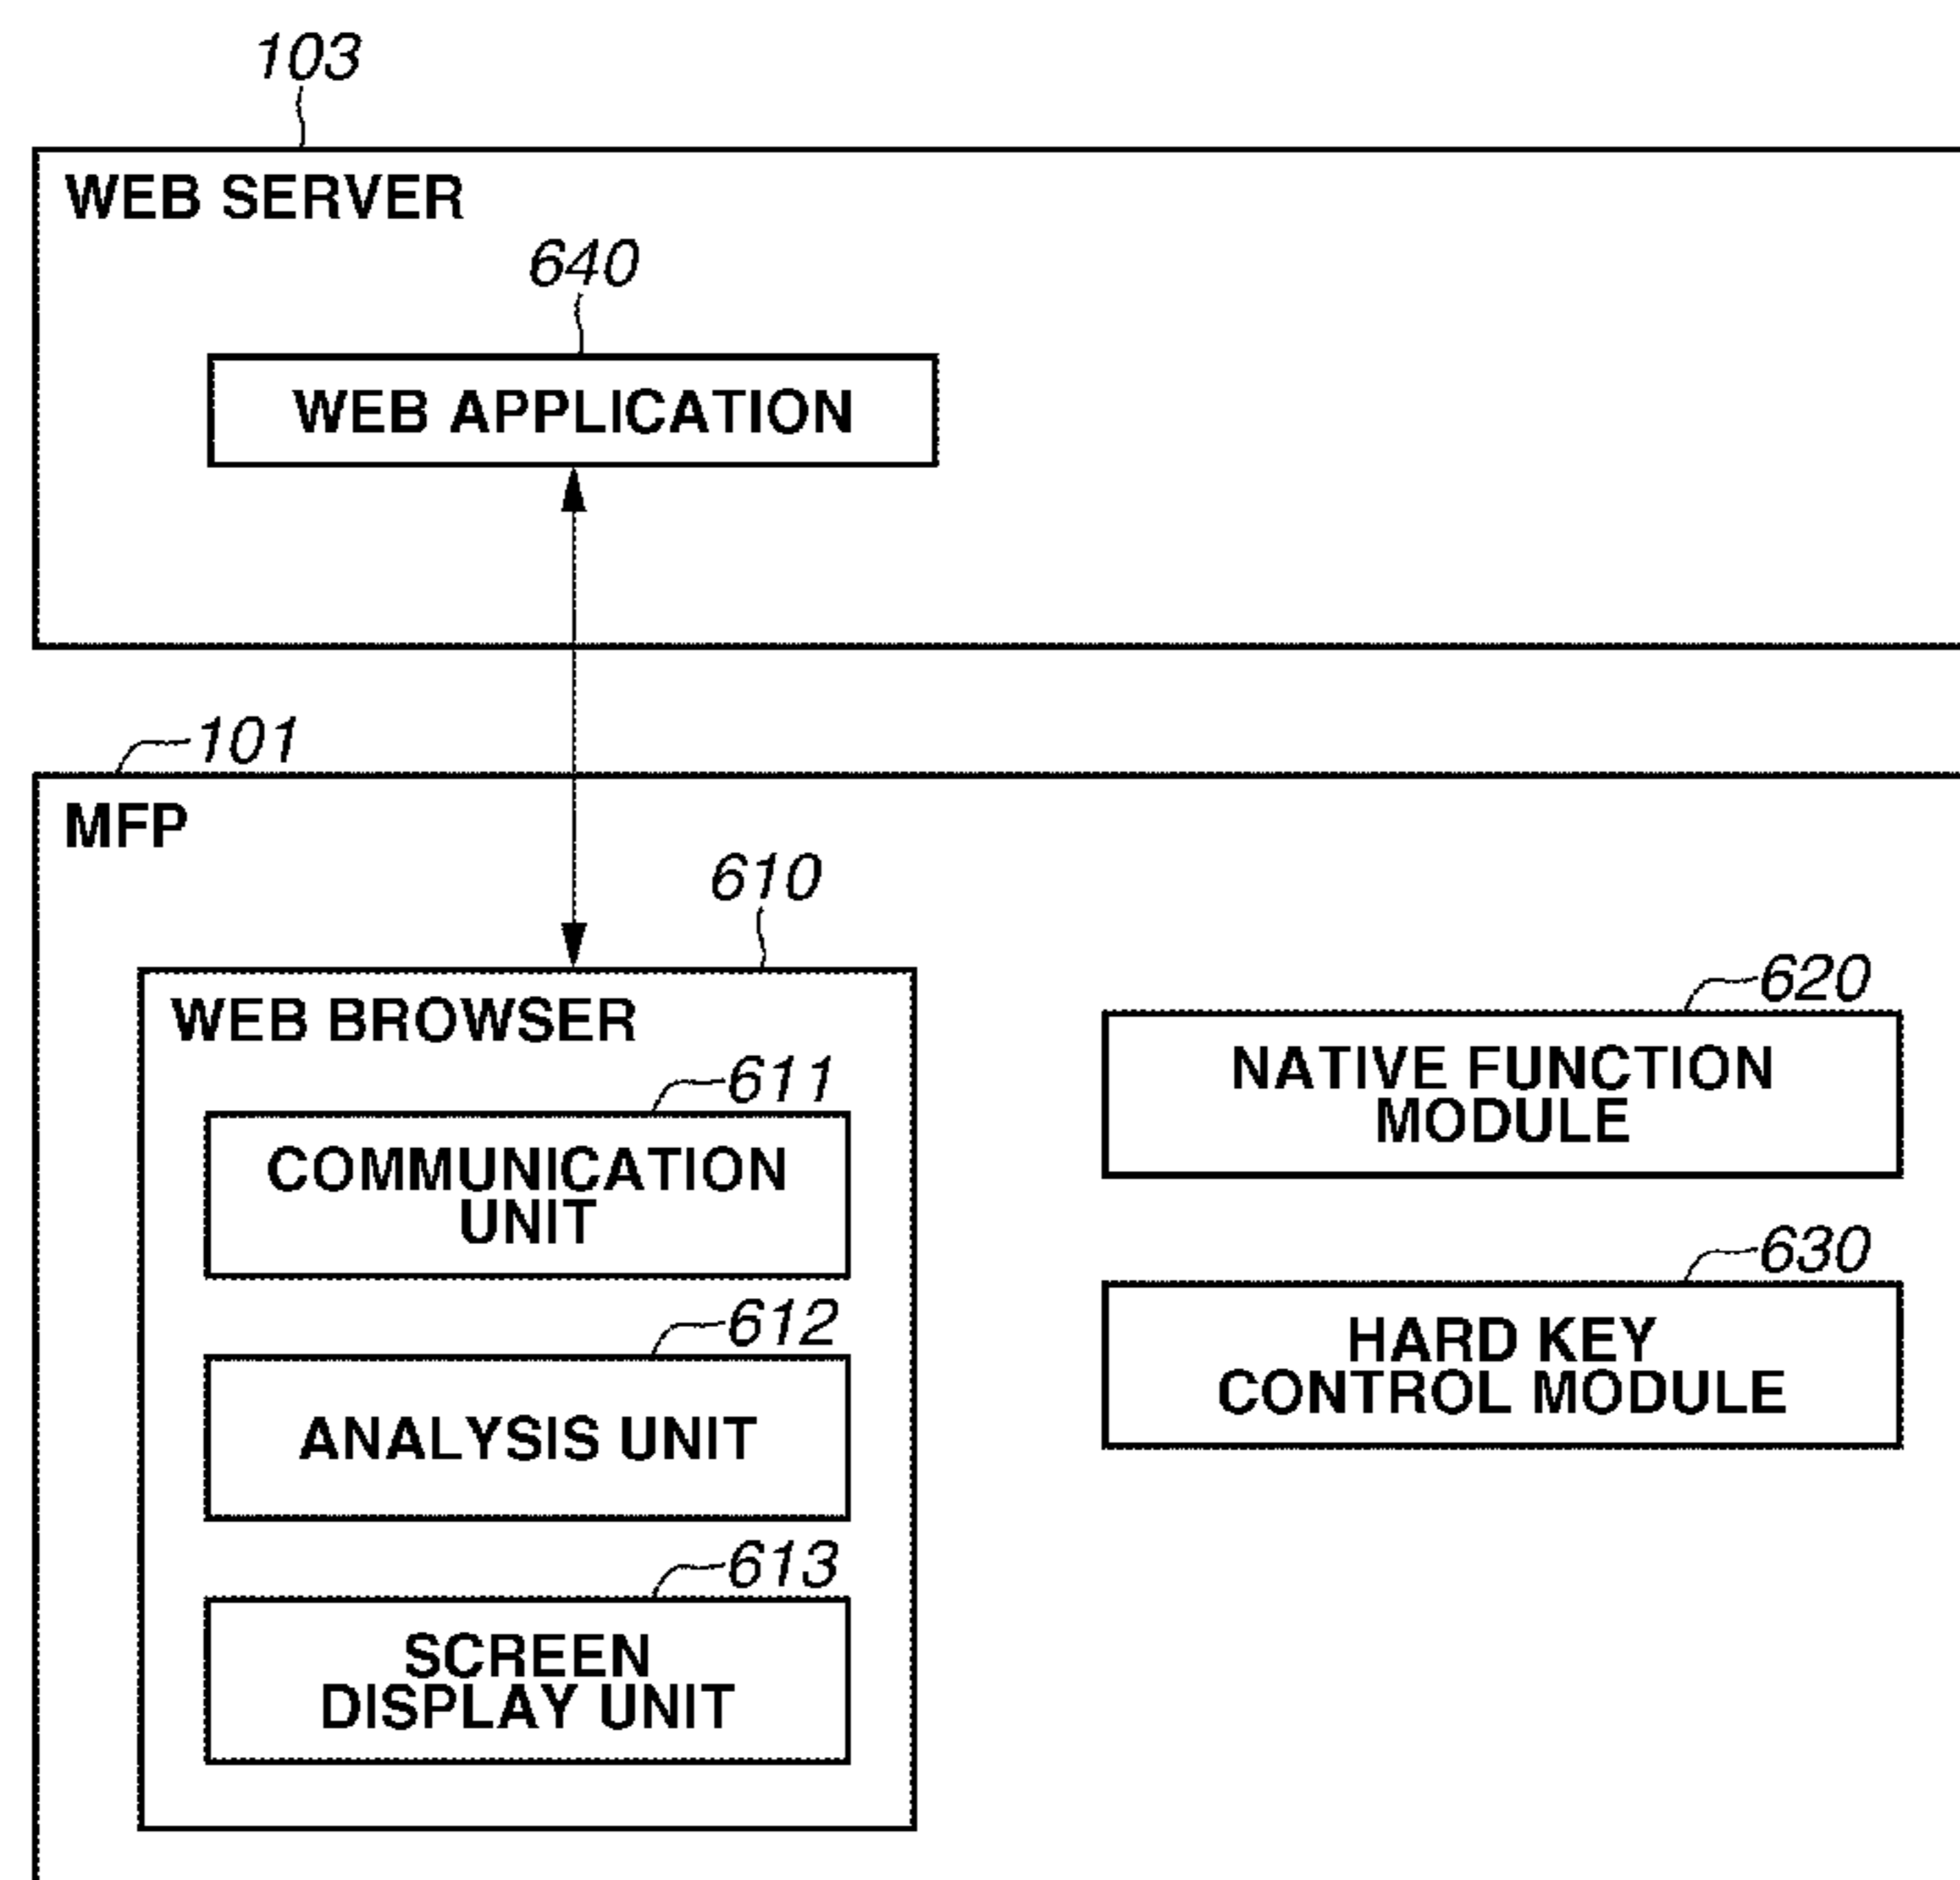 103
WEB SERVER
640
WEB APPLICATION
101
MFP
610
WEB BROWSER
611
COMMUNICATION
UNIT
612
ANALYSIS UNIT
613
SCREEN
DISPLAY UNIT
620
NATIVE FUNCTION
MODULE
630
HARD KEY
CONTROL MODULE